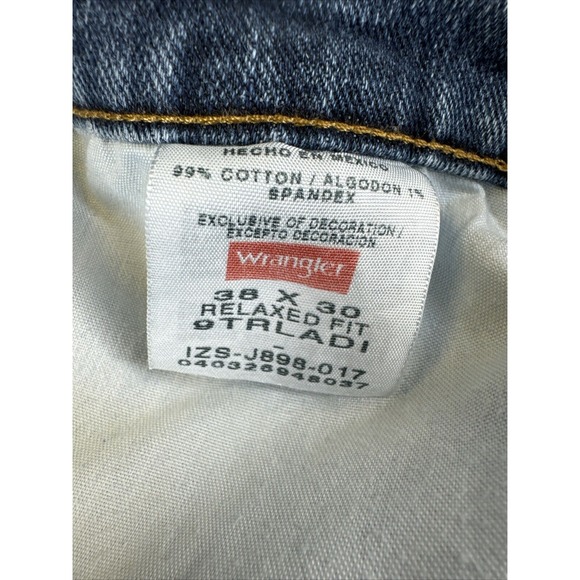 HECHO EN MEXICO
99% COTTON / ALGODON 1%
SPANDEX
EXCLUSIVE OF DECORATION /
EXCEPTO DECORACION
Wrangler
38 X 30
RELAXED FIT
9TRLADI
-
IZS-J898-017
040326948037